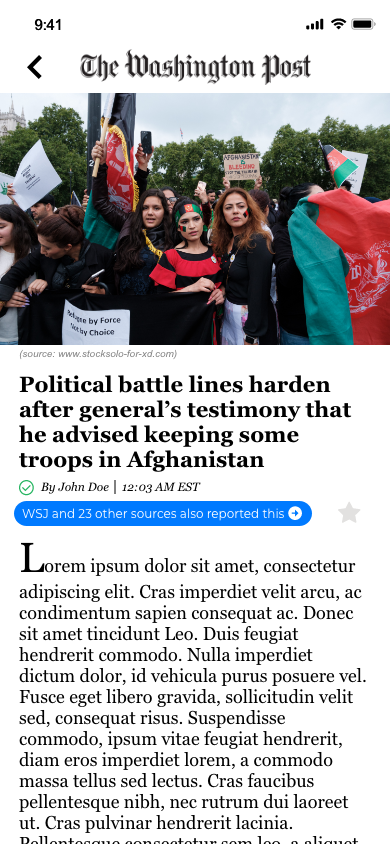 9:41
The Washington Post
AFGHANISTAN
BLEEDING
Refugee by Force
Not by Choice
(source: www.stocksolo-for-xd.com)
Political battle lines harden
after general’s testimony that
he advised keeping some
troops in Afghanistan
By John Doe | 12:03 AM EST
WSJ and 23 other sources also reported this
Lorem ipsum dolor sit amet, consectetur
adipiscing elit. Cras imperdiet velit arcu, ac
condimentum sapien consequat ac. Donec
sit amet tincidunt Leo. Duis feugiat
hendrerit commodo. Nulla imperdiet
dictum dolor, id vehicula purus posuere vel.
Fusce eget libero gravida, sollicitudin velit
sed, consequat risus. Suspendisse
commodo, ipsum vitae feugiat hendrerit,
diam eros imperdiet lorem, a commodo
massa tellus sed lectus. Cras faucibus
pellentesque nibh, nec rutrum dui laoreet
ut. Cras pulvinar hendrerit lacinia.
Pellentesque consectetur sem leo, a aliquet